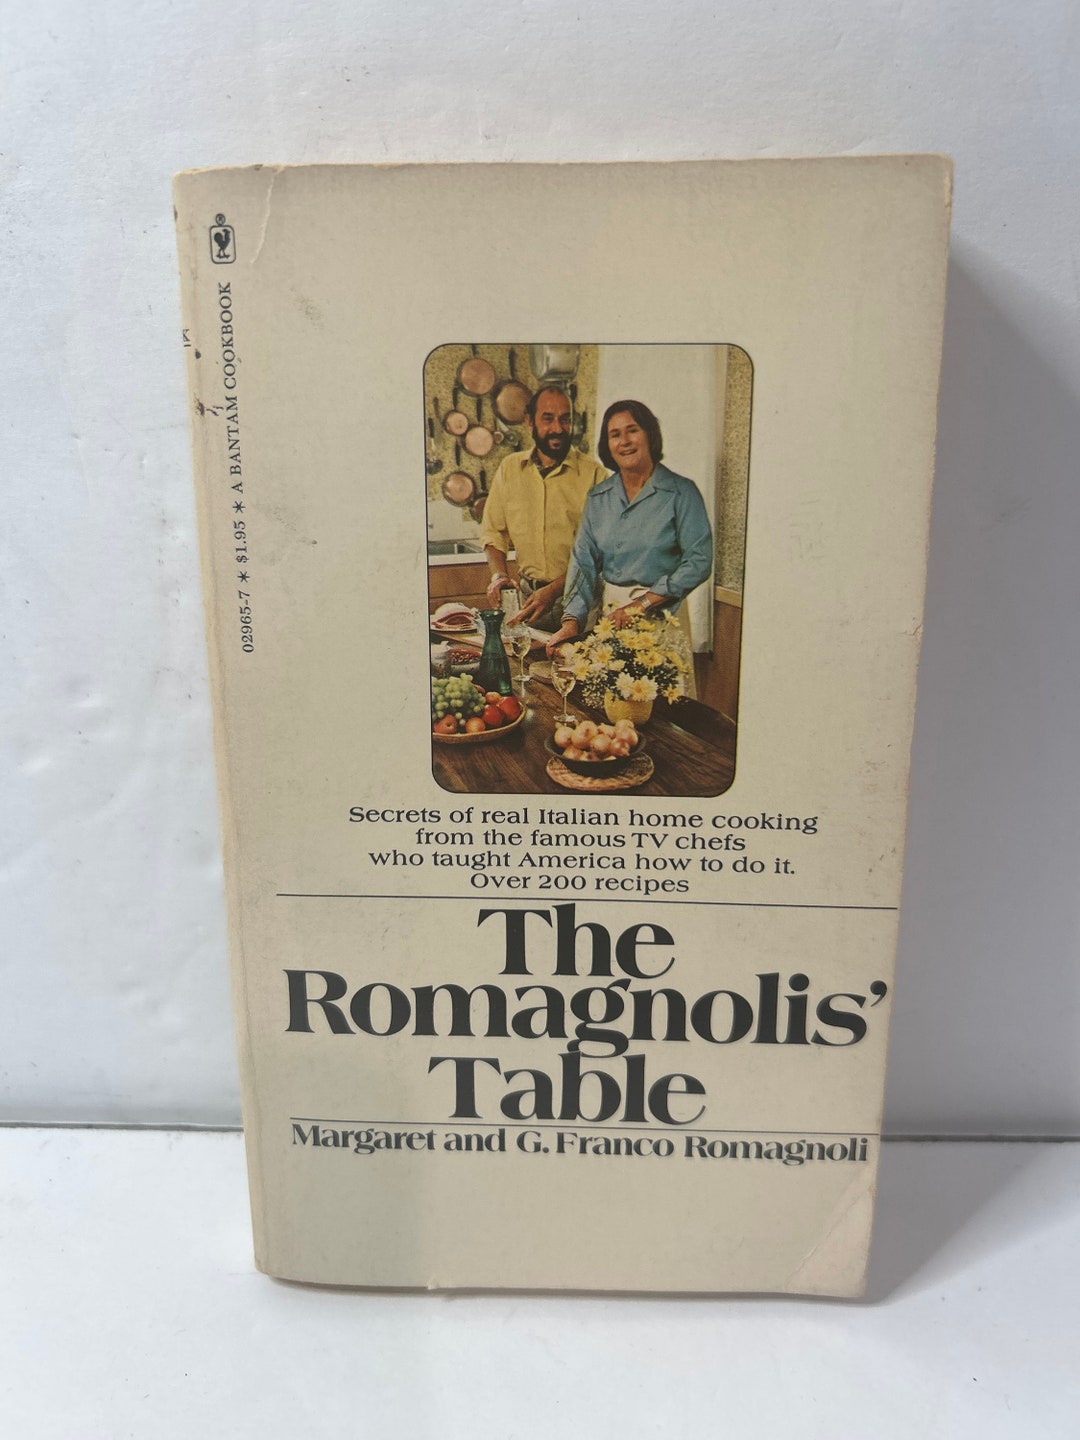 02965-7 * $1.95 * A BANTAM COOKBOOK ®
Secrets of real Italian home cooking
from the famous TV chefs
who taught America how to do it.
Over 200 recipes
The
Romagnolis’
Table
Margaret and G. Franco Romagnoli